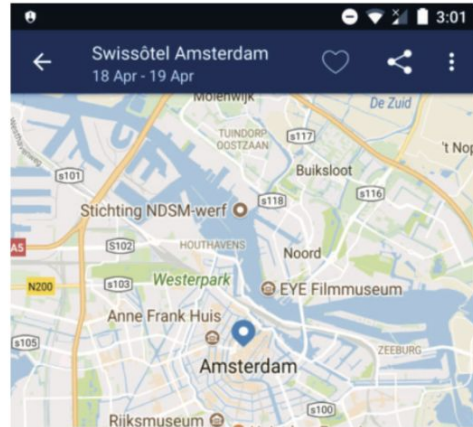 3:01
Swissôtel Amsterdam
18 Apr - 19 Apr
Molenwijk
De Zuid
TUINDORP
OOSTZAAN
s117
't Nop
s101
Buiksloot
s116
s118
Stichting NDSM-werf
A5
S102
HOUTHAVENS
Noord
N200
s103
Westerpark
EYE Filmmuseum
Anne Frank Huis
s105
ZEEBURG
Amsterdam
s100
Rijksmuseum